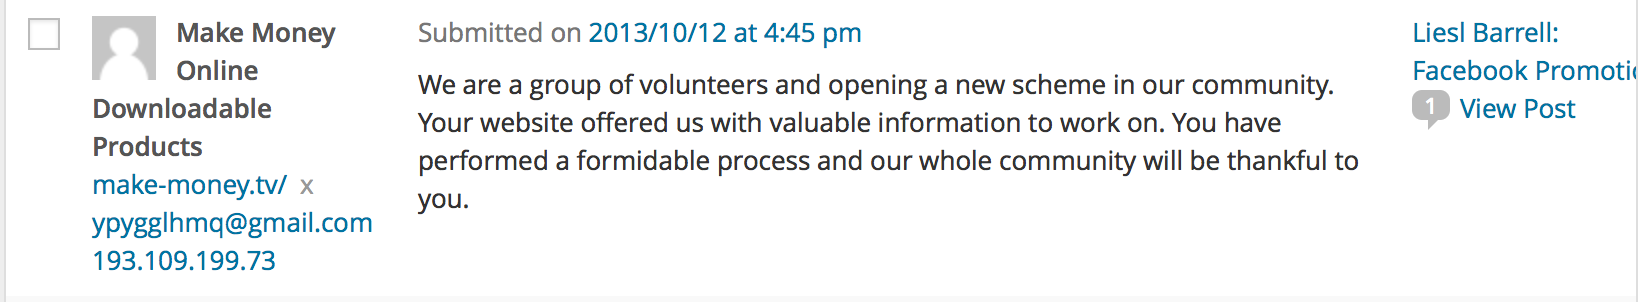 Make Money
Online
Downloadable
Products
make-money.tv/ x
ypygglhmq@gmail.com
193.109.199.73
Submitted on 2013/10/12 at 4:45 pm
We are a group of volunteers and opening a new scheme in our community.
Your website offered us with valuable information to work on. You have
performed a formidable process and our whole community will be thankful to
you.
Liesl Barrell:
Facebook
1 View Post